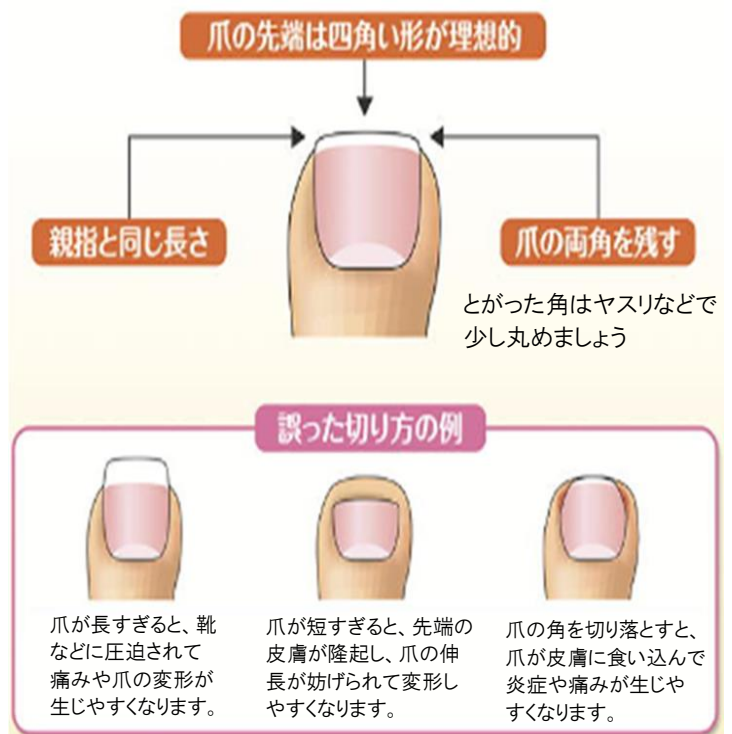 爪の先端は四角い形が理想的
親指と同じ長さ
爪の両角を残す
とがった角はヤスリなどで
少し丸めましょう
誤った切り方の例
爪が長すぎると、靴
などに圧迫されて
痛みや爪の変形が
生じやすくなります。
爪が短すぎると、先端の
皮膚が隆起し、爪の伸
長が妨げられて変形し
やすくなります。
爪の角を切り落とすと、
爪が皮膚に食い込んで
炎症や痛みが生じや
すくなります。